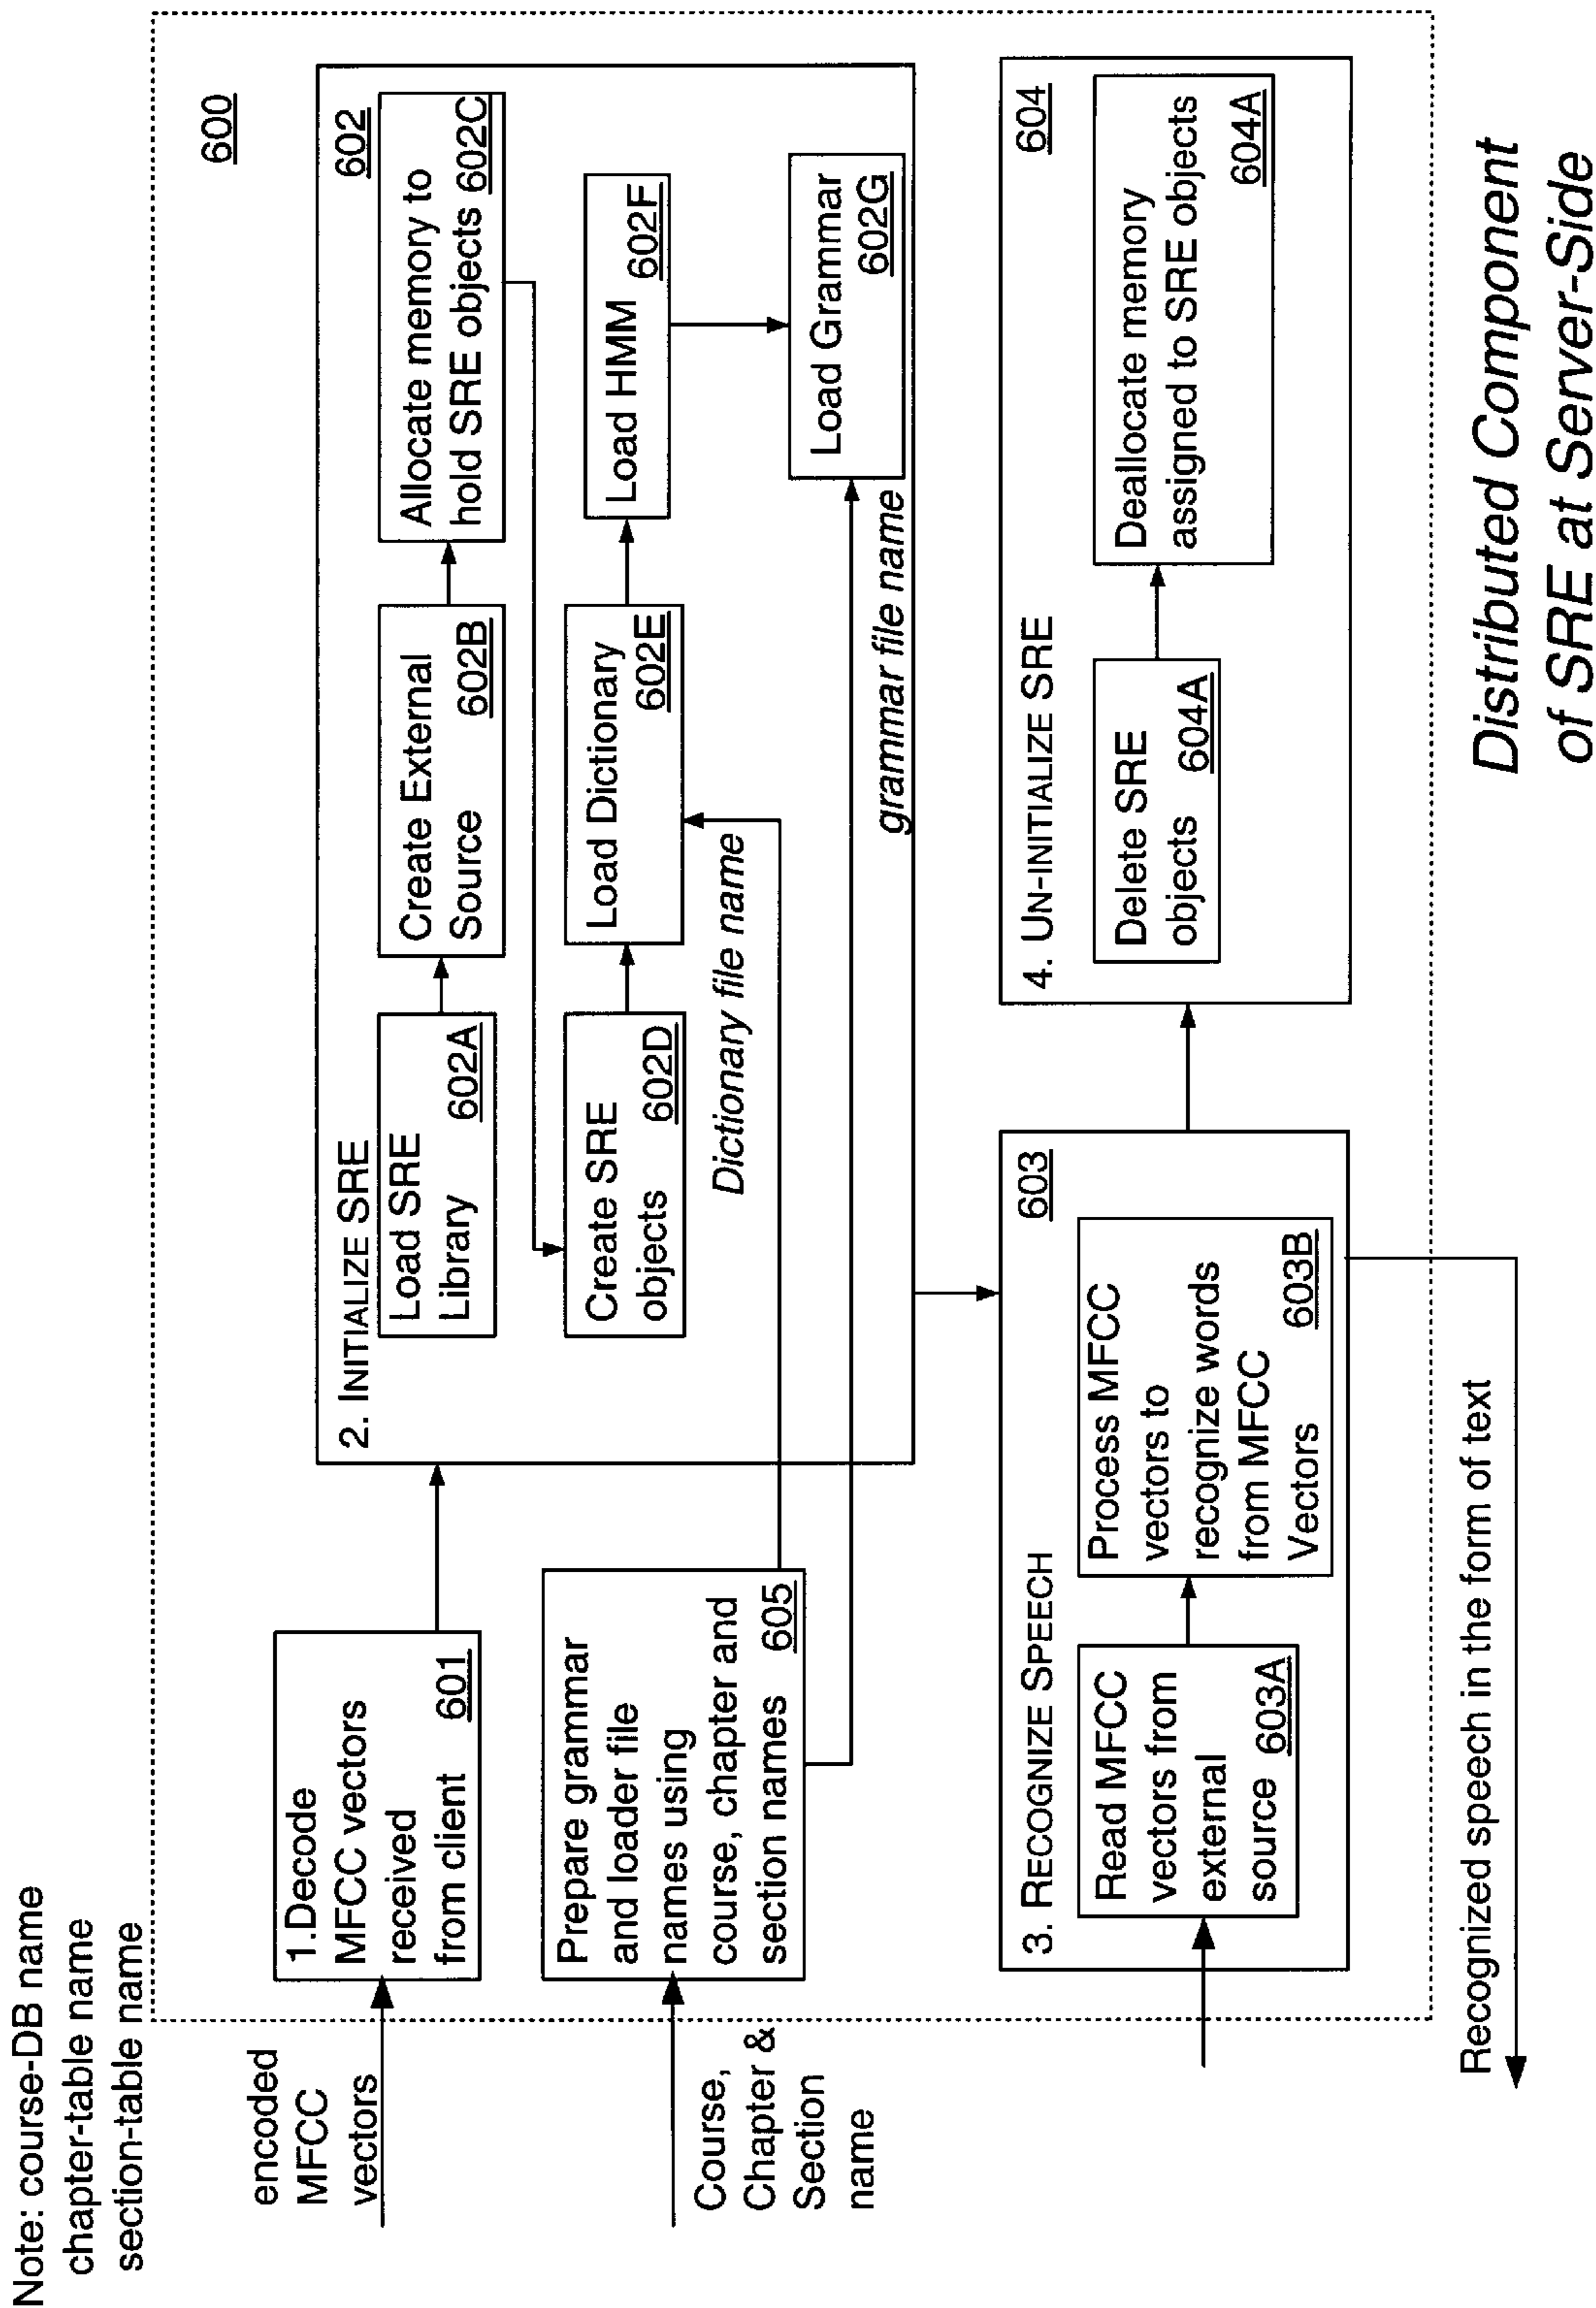 Note: course-DB name
chapter-table name
section-table name
600
encoded
MFCC
vectors
1.Decode
MFCC vectors
received
from client 601
2. INITIALIZE SRE
602
Load SRE
Library 602A
Create External
Source 602B
Allocate memory to
hold SRE objects 602C
Create SRE
objects 602D
Load Dictionary
602E
Load HMM
602F
Load Grammar
602G
Dictionary file name
grammar file name
Course,
Chapter &
Section
name
Prepare grammar
and loader file
names using
course, chapter and
section names 605
3. RECOGNIZE SPEECH
603
Read MFCC
vectors from
external
source 603A
Process MFCC
vectors to
recognize words
from MFCC
Vectors 603B
4. UN-INITIALIZE SRE
604
Delete SRE
objects 604A
Deallocate memory
assigned to SRE objects
604A
Recognized speech in the form of text
Distributed Component
of SRE at Server-Side